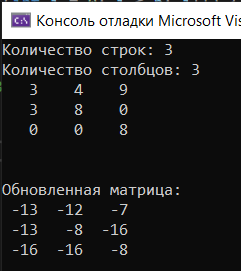 Консоль отладки Microsoft Vis
Количество строк: 3
Количество столбцов: 3
3 4 9
3 8 0
0 0 8
Обновленная матрица:
-13 -12 -7
-13 -8 -16
-16 -16 -8